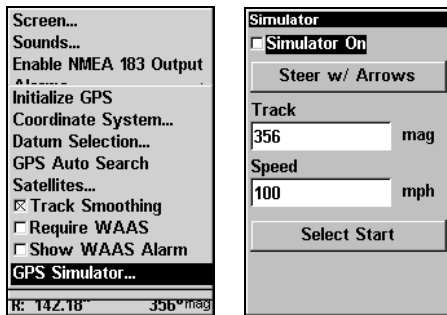 Screen...
Sounds...
Enable NMEA 183 Output
Initialize GPS
Coordinate System...
Datum Selection...
GPS Auto Search
Satellites...
Track Smoothing
Require WAAS
Show WAAS Alarm
GPS Simulator...
R: 142.18" 356°mag
Simulator
Simulator On
Steer w/ Arrows
Track
356 mag
Speed
100 mph
Select Start